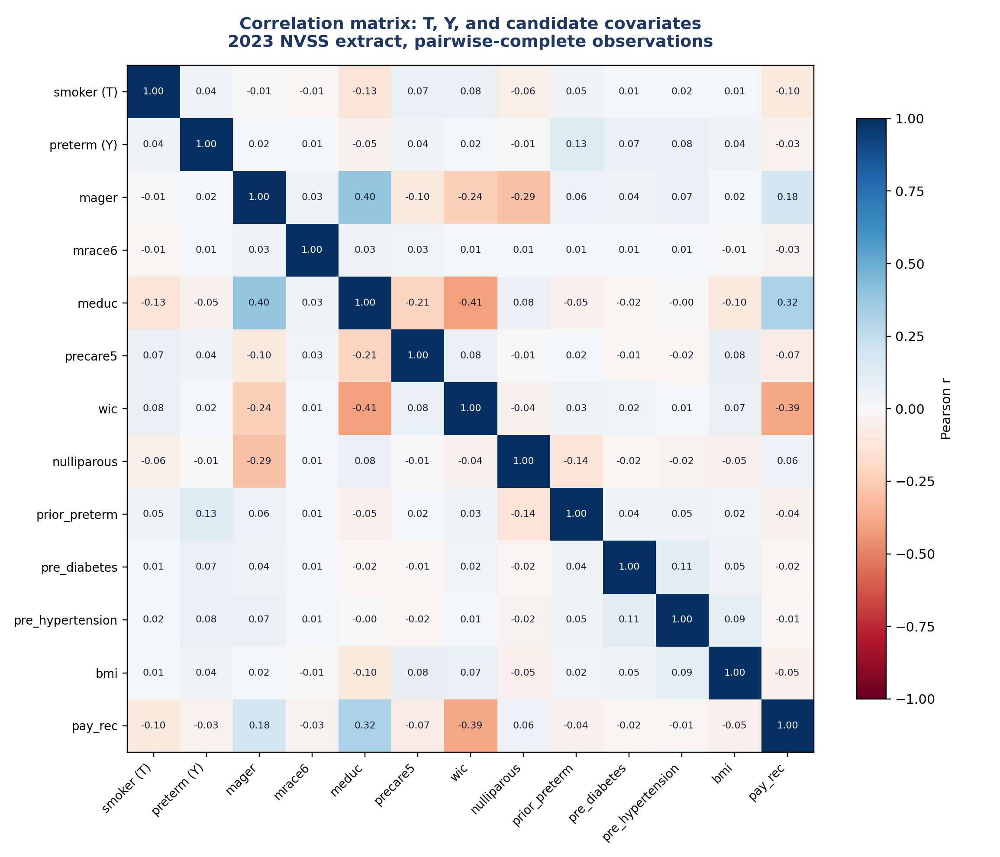 Correlation matrix: T, Y, and candidate covariates
2023 NVSS extract, pairwise-complete observations
smoker (T) 1.00 0.04 -0.01 -0.01 -0.13 0.07 0.08 -0.06 0.05 0.01 0.02 0.01 -0.10
preterm (Y) 0.04 1.00 0.02 0.01 -0.05 0.04 0.02 -0.01 0.13 0.07 0.08 0.04 -0.03
mager -0.01 0.02 1.00 0.03 0.40 -0.10 -0.24 -0.29 0.06 0.04 0.07 0.02 0.18
mrace6 -0.01 0.01 0.03 1.00 0.03 0.03 0.01 0.01 0.01 0.01 0.01 -0.01 -0.03
meduc -0.13 -0.05 0.40 0.03 1.00 -0.21 -0.41 0.08 -0.05 -0.02 -0.00 -0.10 0.32
precare5 0.07 0.04 -0.10 0.03 -0.21 1.00 0.08 -0.01 0.02 -0.01 -0.02 0.08 -0.07
wic 0.08 0.02 -0.24 0.01 -0.41 0.08 1.00 -0.04 0.03 0.02 0.01 0.07 -0.39
nulliparous -0.06 -0.01 -0.29 0.01 0.08 -0.01 -0.04 1.00 -0.14 -0.02 -0.02 -0.05 0.06
prior_preterm 0.05 0.13 0.06 0.01 -0.05 0.02 0.03 -0.14 1.00 0.04 0.05 0.02 -0.04
pre_diabetes 0.01 0.07 0.04 0.01 -0.02 -0.01 0.02 -0.02 0.04 1.00 0.11 0.05 -0.02
pre_hypertension 0.02 0.08 0.07 0.01 -0.00 -0.02 0.01 -0.02 0.05 0.11 1.00 0.09 -0.01
bmi 0.01 0.04 0.02 -0.01 -0.10 0.08 0.07 -0.05 0.02 0.05 0.09 1.00 -0.05
pay_rec -0.10 -0.03 0.18 -0.03 0.32 -0.07 -0.39 0.06 -0.04 -0.02 -0.01 -0.05 1.00
smoker (T) preterm (Y) mager mrace6 meduc precare5 wic nulliparous prior_preterm pre_diabetes pre_hypertension bmi pay_rec
1.00
0.75
0.50
0.25
0.00
−0.25
−0.50
−0.75
−1.00
Pearson r